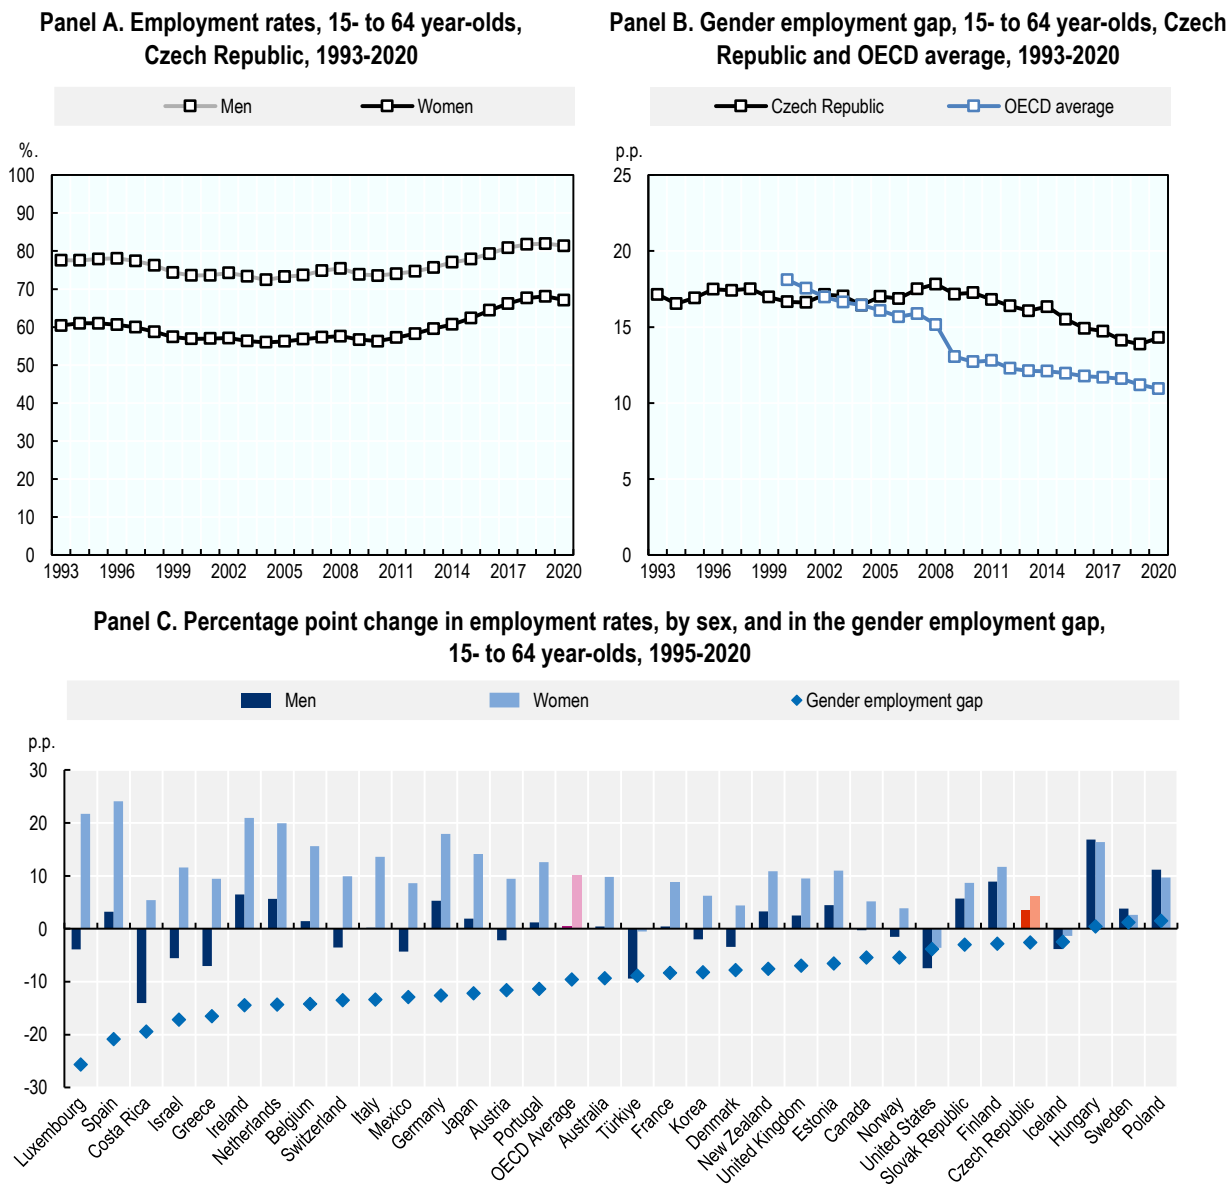 Panel A. Employment rates, 15- to 64 year-olds,
Czech Republic, 1993-2020
Men
Women
%.
100
90
80
70
60
50
40
30
20
10
0
1993 1996 1999 2002 2005 2008 2011 2014 2017 2020
Panel B. Gender employment gap, 15- to 64 year-olds, Czech
Republic and OECD average, 1993-2020
Czech Republic
OECD average
p.p.
25
20
15
10
5
0
1993 1996 1999 2002 2005 2008 2011 2014 2017 2020
Panel C. Percentage point change in employment rates, by sex, and in the gender employment gap,
15- to 64 year-olds, 1995-2020
Men
Women
Gender employment gap
p.p.
30
20
10
0
-10
-20
-30
Luxembourg
Spain
Costa Rica
Israel
Greece
Ireland
Netherlands
Belgium
Switzerland
Italy
Mexico
Germany
Japan
Austria
Portugal
OECD Average
Australia
Türkiye
France
Korea
Denmark
New Zealand
United Kingdom
Estonia
Canada
Norway
United States
Slovak Republic
Finland
Czech Republic
Iceland
Hungary
Sweden
Poland